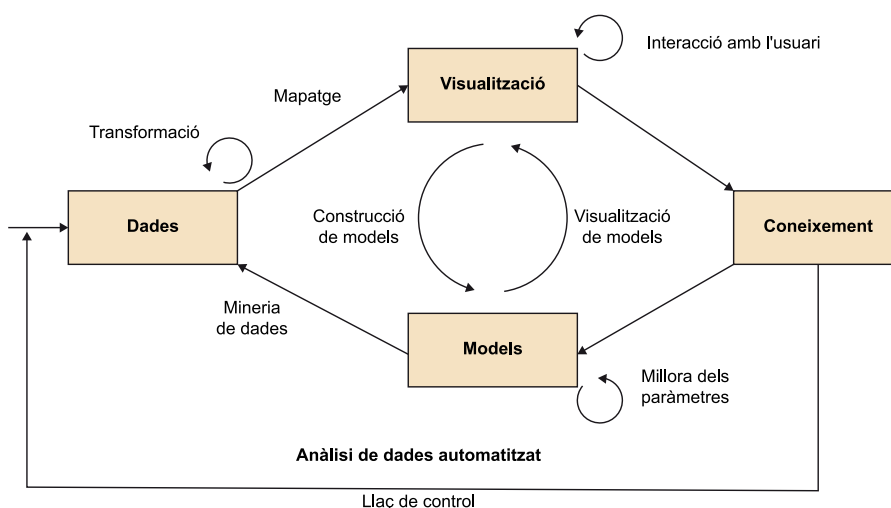 Interacció amb l'usuari
Visualització
Mapatge
Transformació
Dades
Construcció
de models
Visualització
de models
Coneixement
Mineria
de dades
Models
Millora dels
paràmetres
Anàlisi de dades automatitzat
Llaç de control